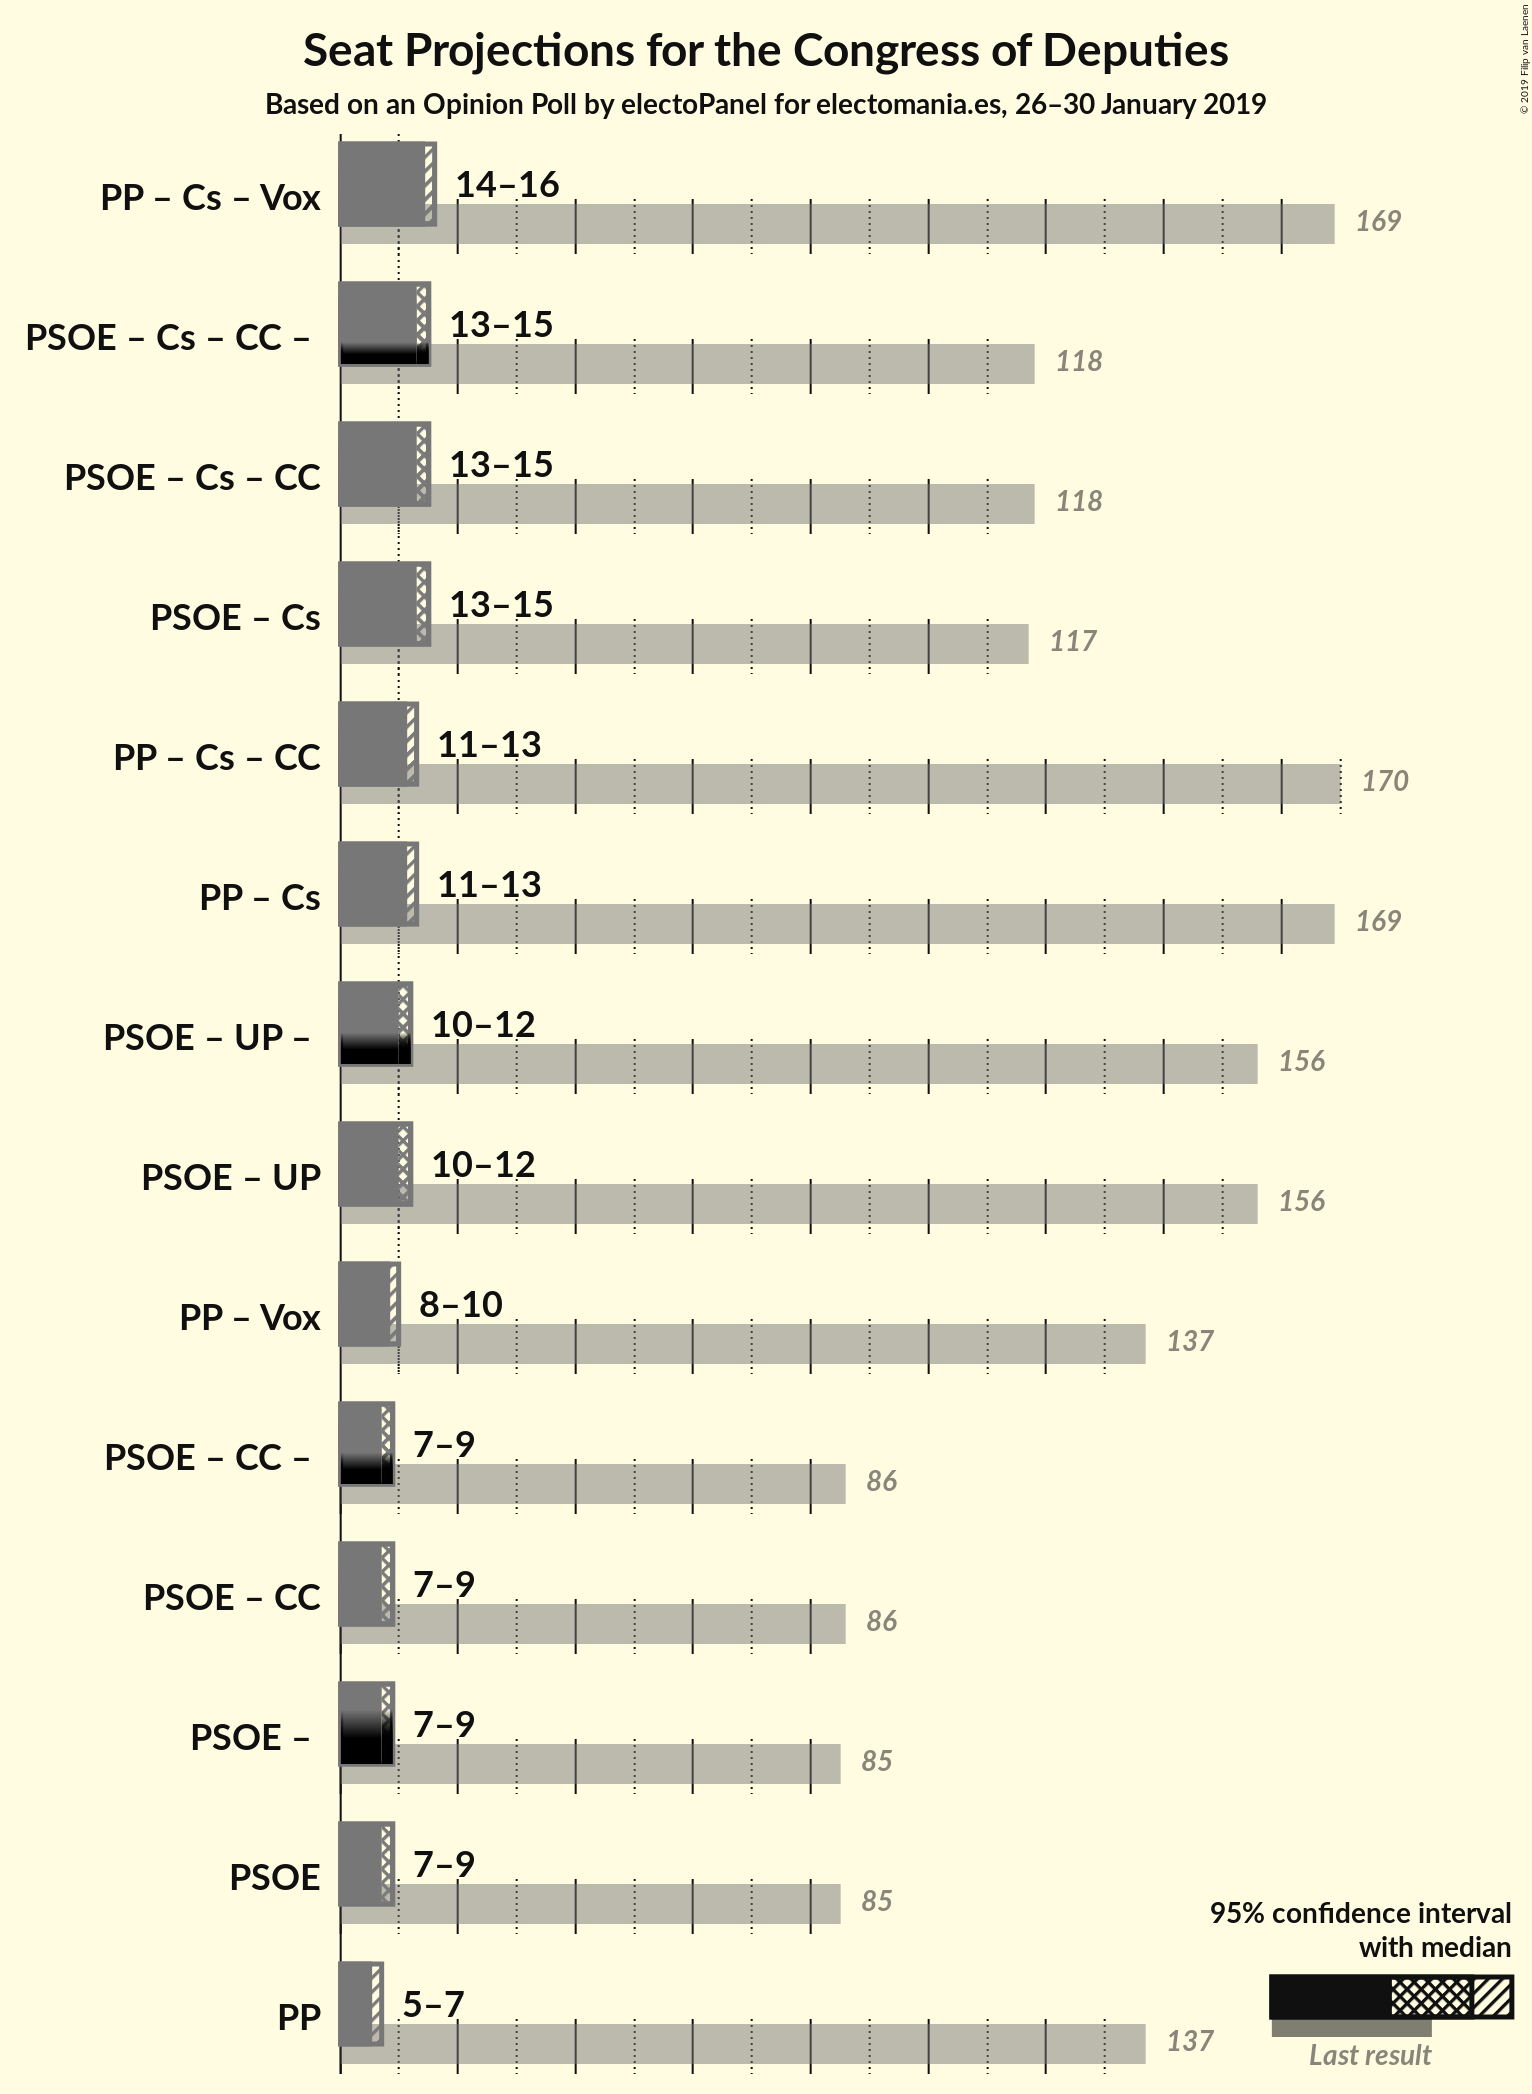 Seat Projections for the Congress of Deputies
Based on an Opinion Poll by electoPanel for electomania.es, 26–30 January 2019
© 2019 Filip van Laenen
PP – Cs – Vox
14–16
169
PSOE – Cs – CC –
13–15
118
PSOE – Cs – CC
13–15
118
PSOE – Cs
13–15
117
PP – Cs – CC
11–13
170
PP – Cs
11–13
169
PSOE – UP –
10–12
156
PSOE – UP
10–12
156
PP – Vox
8–10
137
PSOE – CC –
7–9
86
PSOE – CC
7–9
86
PSOE –
7–9
85
PSOE
7–9
85
PP
5–7
137
95% confidence interval
with median
Last result